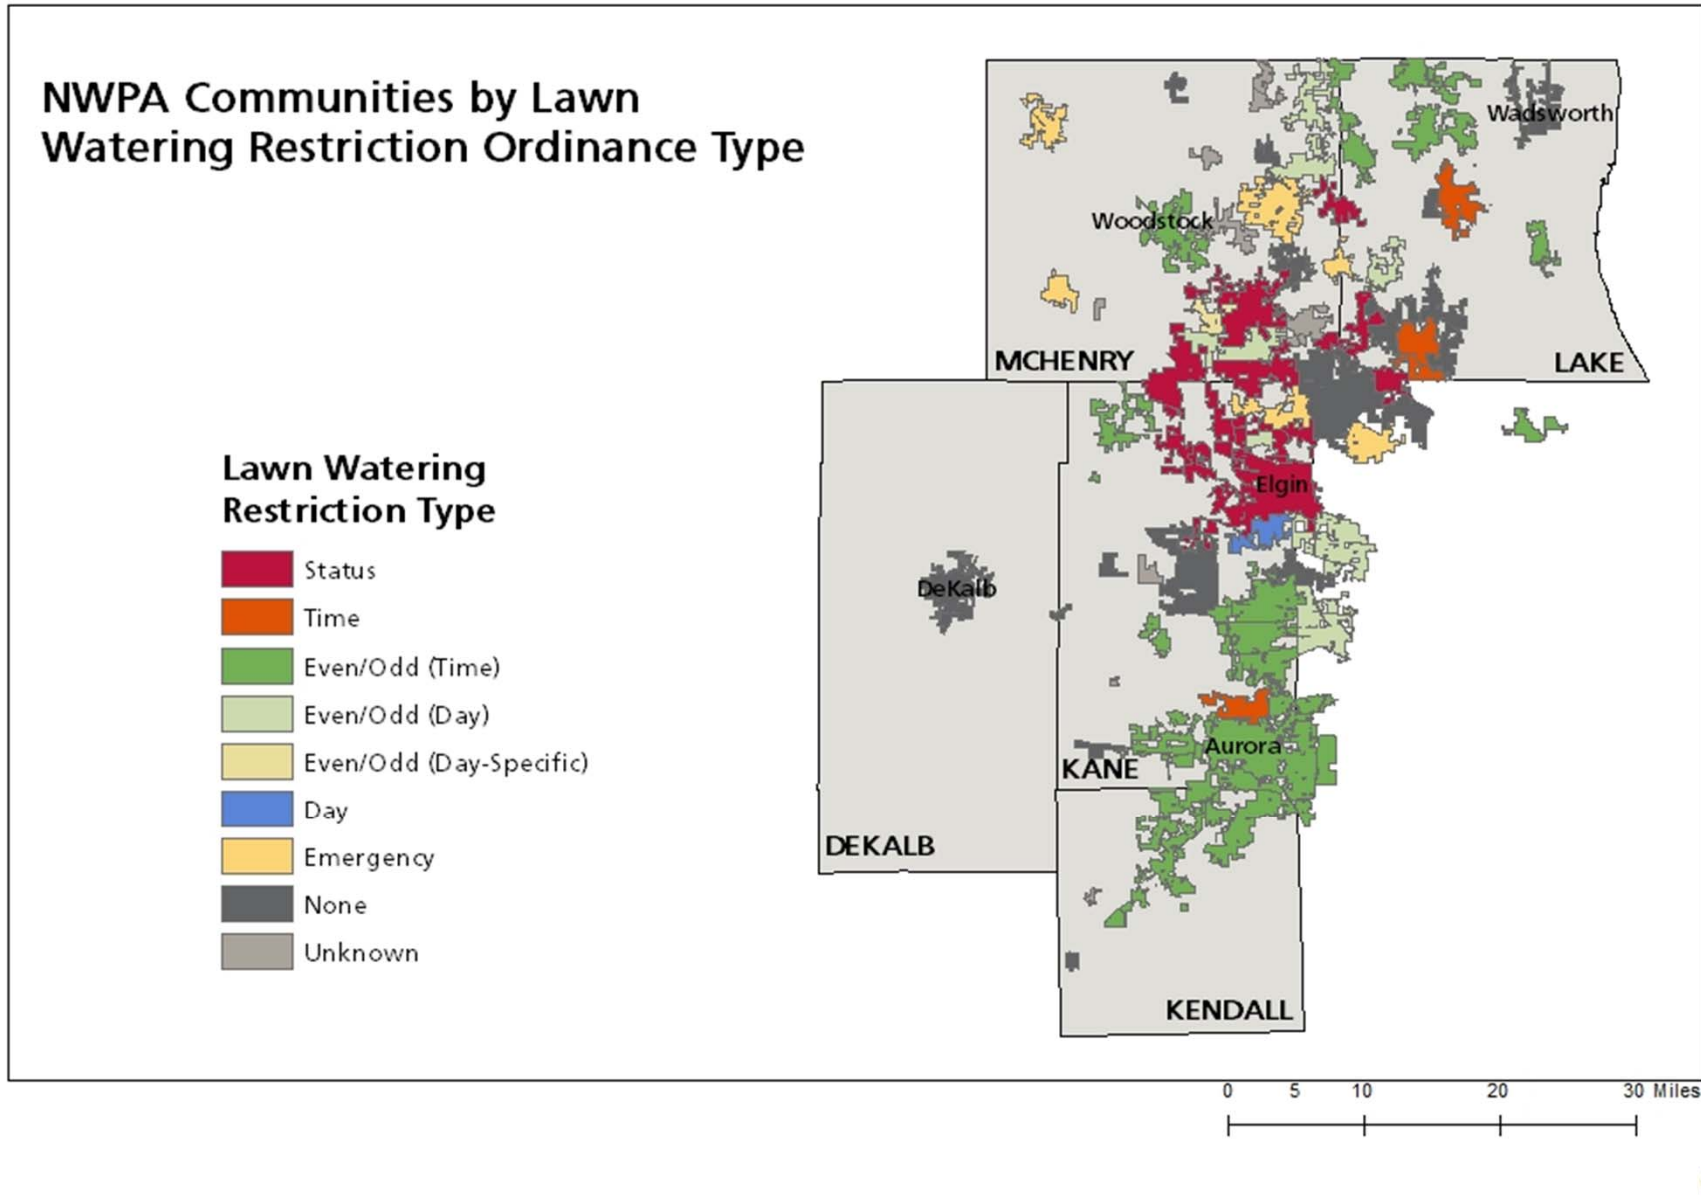 NWPA Communities by Lawn
Watering Restriction Ordinance Type
Wadsworth
Woodstock
MCHENRY
LAKE
Lawn Watering
Restriction Type
Elgin
Status
DeKalb
Time
Even/Odd (Time)
Even/Odd (Day)
Aurora
Even/Odd (Day-Specific)
KANE
Day
DEKALB
Emergency
None
Unknown
KENDALL
0 5 10 20 30 Miles